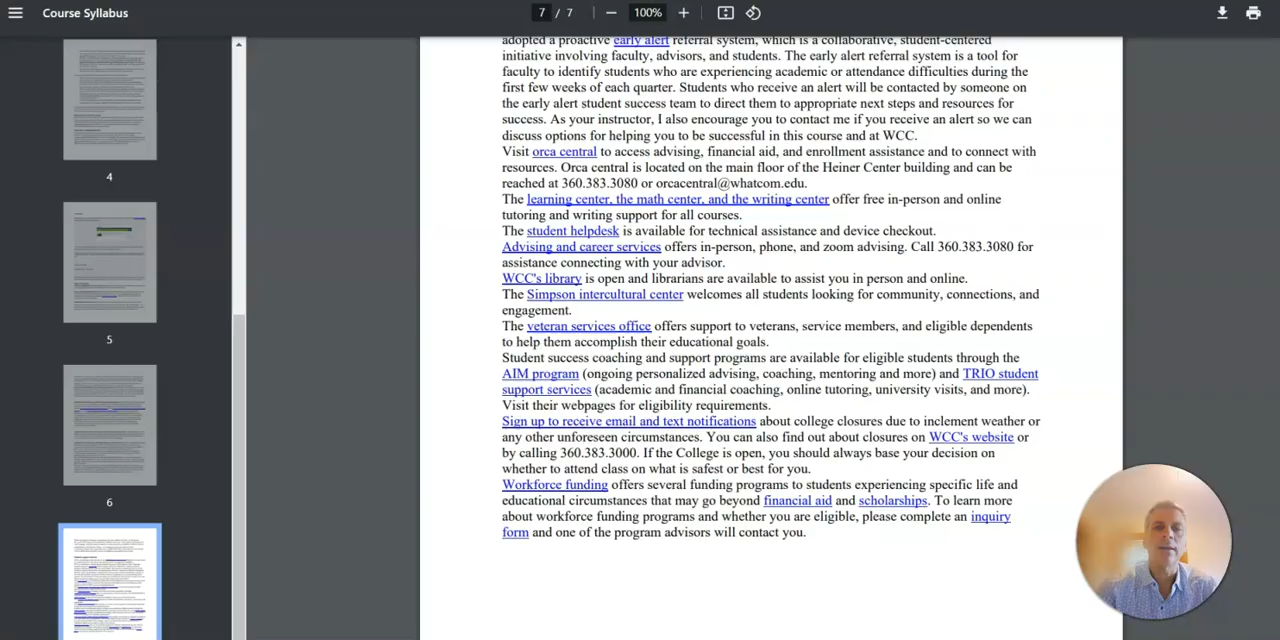 Course Syllabus
7 / 7
100%
4
5
6
adopted a proactive early alert referral system, which is a collaborative, student-centered
initiative involving faculty, advisors, and students. The early alert referral system is a tool for
faculty to identify students who are experiencing academic or attendance difficulties during the
first few weeks of each quarter. Students who receive an alert will be contacted by someone on
the early alert student success team to direct them to appropriate next steps and resources for
success. As your instructor, I also encourage you to contact me if you receive an alert so we can
discuss options for helping you to be successful in this course and at WCC.
Visit orca central to access advising, financial aid, and enrollment assistance and to connect with
resources. Orca central is located on the main floor of the Heiner Center building and can be
reached at 360.383.3080 or orcacentral@whatcom.edu.
The learning center, the math center, and the writing center offer free in-person and online
tutoring and writing support for all courses.
The student helpdesk is available for technical assistance and device checkout.
Advising and career services offers in-person, phone, and zoom advising. Call 360.383.3080 for
assistance connecting with your advisor.
WCC's library is open and librarians are available to assist you in person and online.
The Simpson intercultural center welcomes all students looking for community, connections, and
engagement.
The veteran services office offers support to veterans, service members, and eligible dependents
to help them accomplish their educational goals.
Student success coaching and support programs are available for eligible students through the
AIM program (ongoing personalized advising, coaching, mentoring and more) and TRIO student
support services (academic and financial coaching, online tutoring, university visits, and more).
Visit their webpages for eligibility requirements.
Sign up to receive email and text notifications about college closures due to inclement weather or
any other unforeseen circumstances. You can also find out about closures on WCC's website or
by calling 360.383.3000. If the College is open, you should always base your decision on
whether to attend class on what is safest or best for you.
Workforce funding offers several funding programs to students experiencing specific life and
educational circumstances that may go beyond financial aid and scholarships. To learn more
about workforce funding programs and whether you are eligible, please complete an inquiry
form and one of the program advisors will contact you.